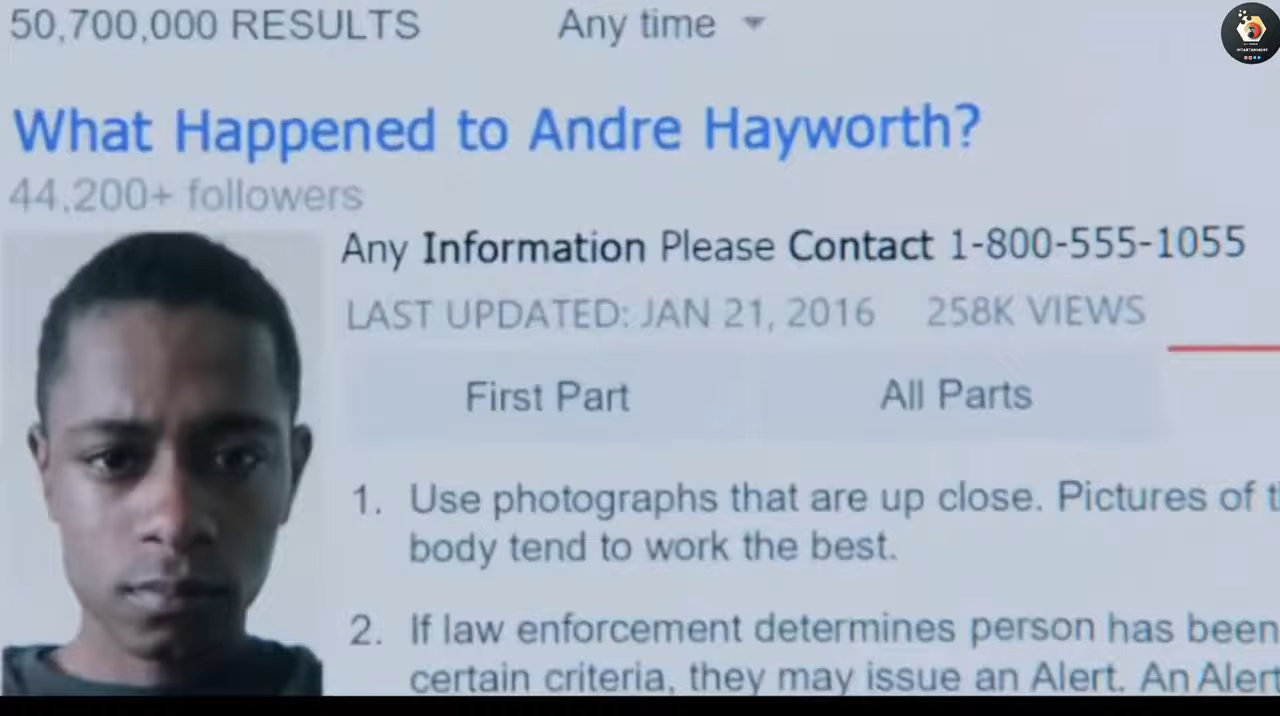 50,700,000 RESULTS Any time
What Happened to Andre Hayworth?
44,200+ followers
Any Information Please Contact 1-800-555-1055
LAST UPDATED: JAN 21, 2016 258K VIEWS
First Part All Parts
1. Use photographs that are up close. Pictures of
body tend to work the best.
2. If law enforcement determines person has been
certain criteria, they may issue an Alert. An Alert